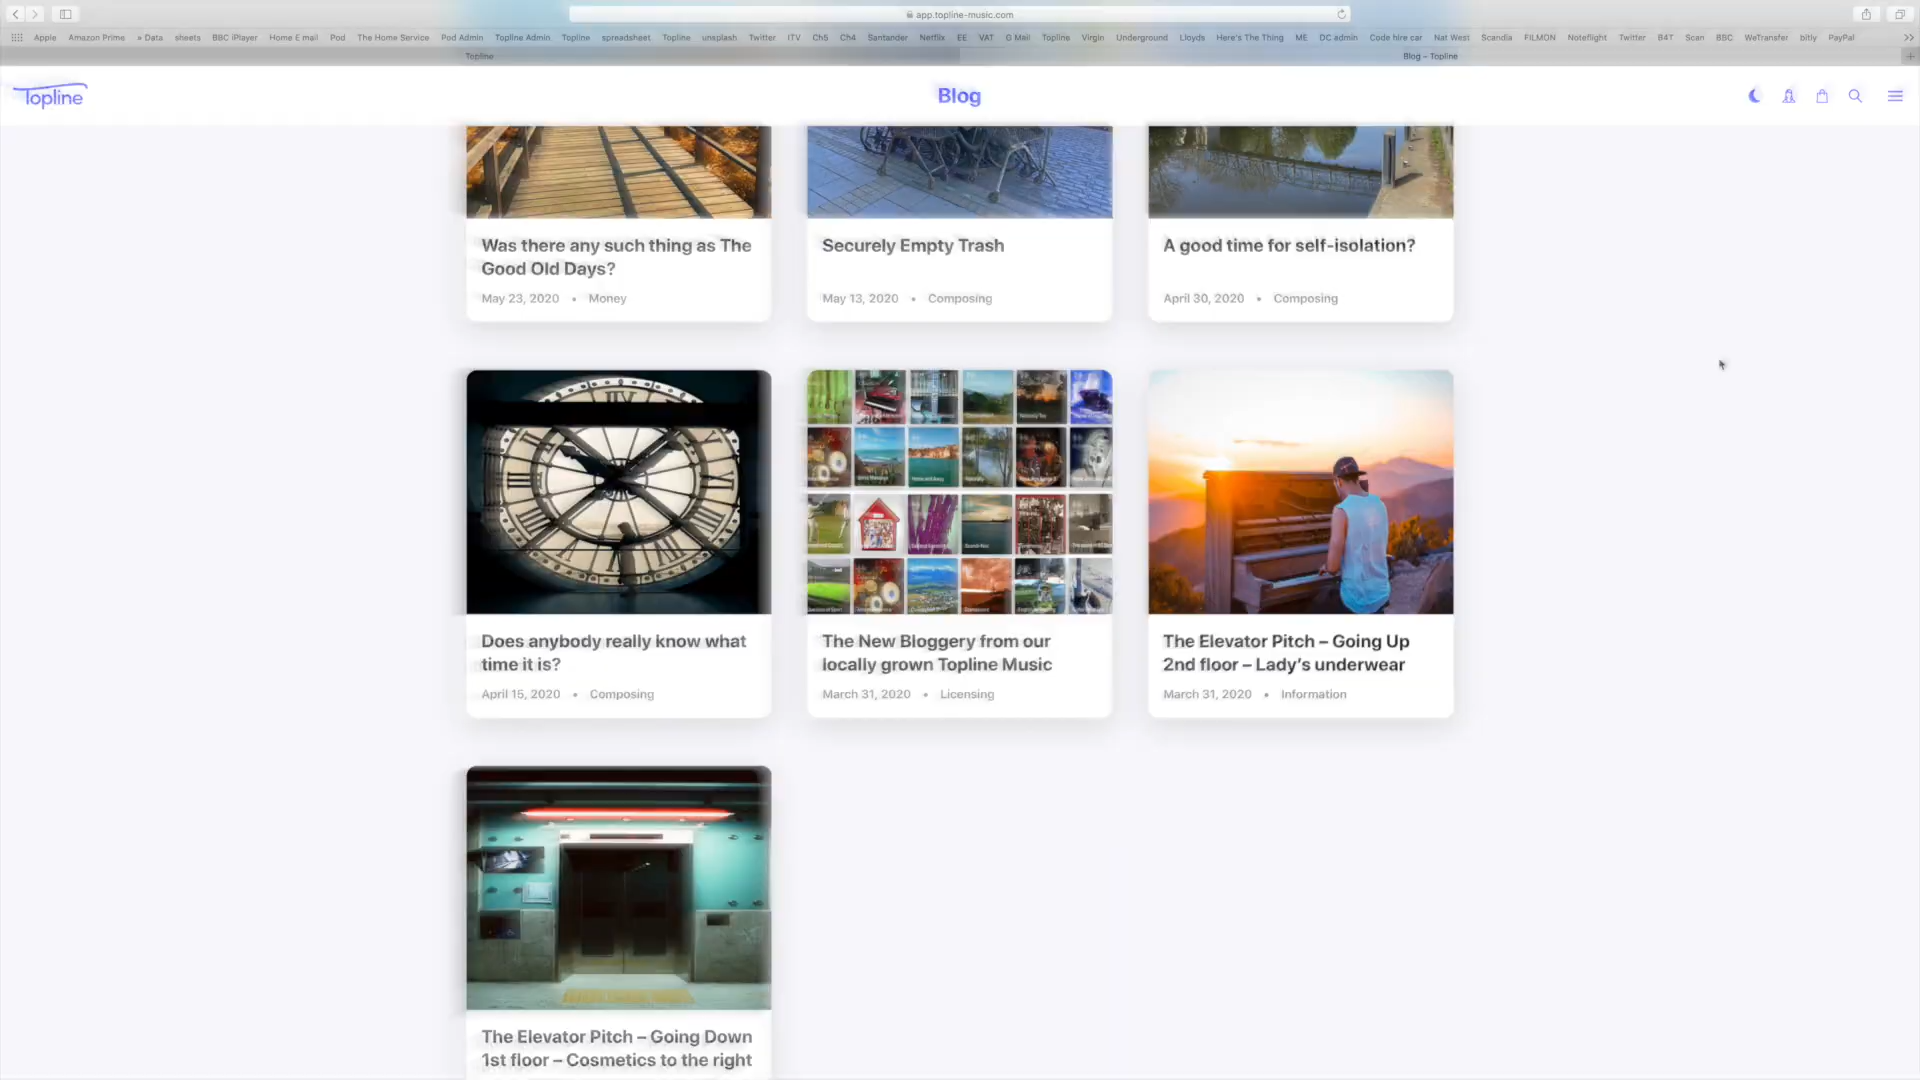 app.topline-music.com
Apple Amazon Prime » Data sheets BBC iPlayer Home E mail Pod The Home Service Pod Admin Topline Admin Topline spreadsheet Topline unsplash Twitter ITV Ch5 Ch4 Santander Netflix EE VAT G Mail Topline Virgin Underground Lloyds Here's The Thing ME DC admin Code hire car Nat West Scandia FILMON Noteflight Twitter B4T Scan BBC WeTransfer bitly PayPal
Topline
Blog – Topline
Topline
Blog
Was there any such thing as The
Good Old Days?
May 23, 2020 • Money
Securely Empty Trash
May 13, 2020 • Composing
A good time for self-isolation?
April 30, 2020 • Composing
Does anybody really know what
time it is?
April 15, 2020 • Composing
The New Bloggery from our
locally grown Topline Music
March 31, 2020 • Licensing
The Elevator Pitch – Going Up
2nd floor – Lady's underwear
March 31, 2020 • Information
The Elevator Pitch – Going Down
1st floor – Cosmetics to the right